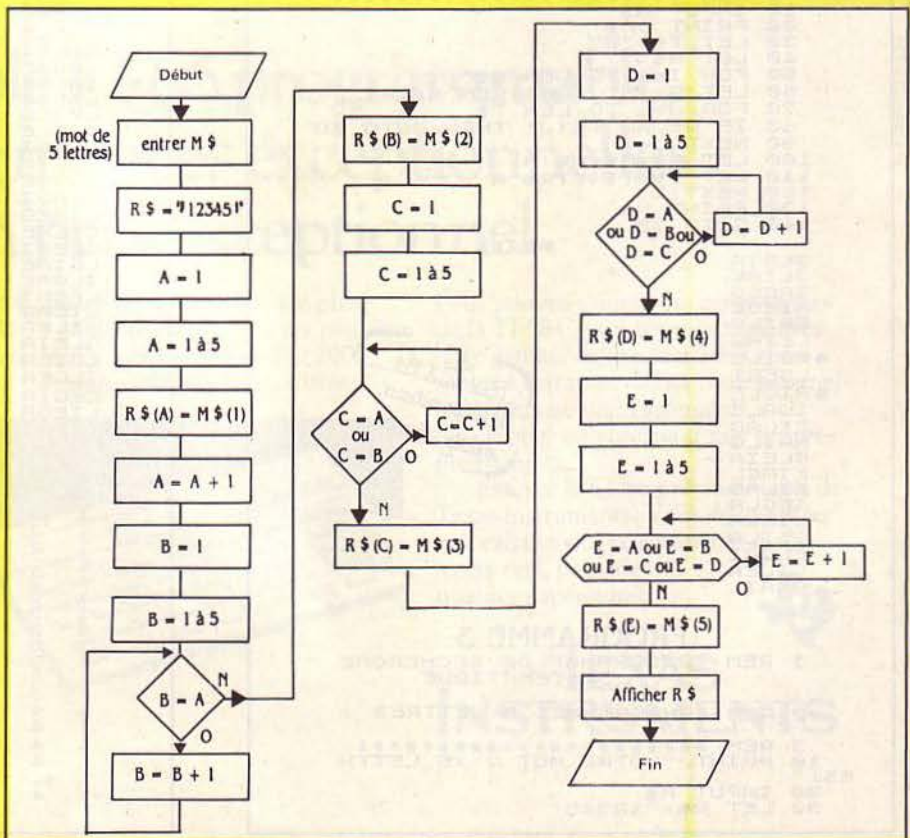 Début
(mot de
5 lettres)
entrer M $
R $ = "12345"
A = 1
A = 1 à 5
R $ (A) = M $ (1)
A = A + 1
B = 1
B = 1 à 5
B = A
N
O
B = B + 1
R $ (B) = M $ (2)
C = 1
C = 1 à 5
C = A
ou
C = B
O
C = C + 1
N
R $ (C) = M $ (3)
D = 1
D = 1 à 5
D = A
ou D = B ou
D = C
O
D = D + 1
N
R $ (D) = M $ (4)
E = 1
E = 1 à 5
E = A ou E = B
ou E = C ou E = D
O
E = E + 1
N
R $ (E) = M $ (5)
Afficher R $
Fin